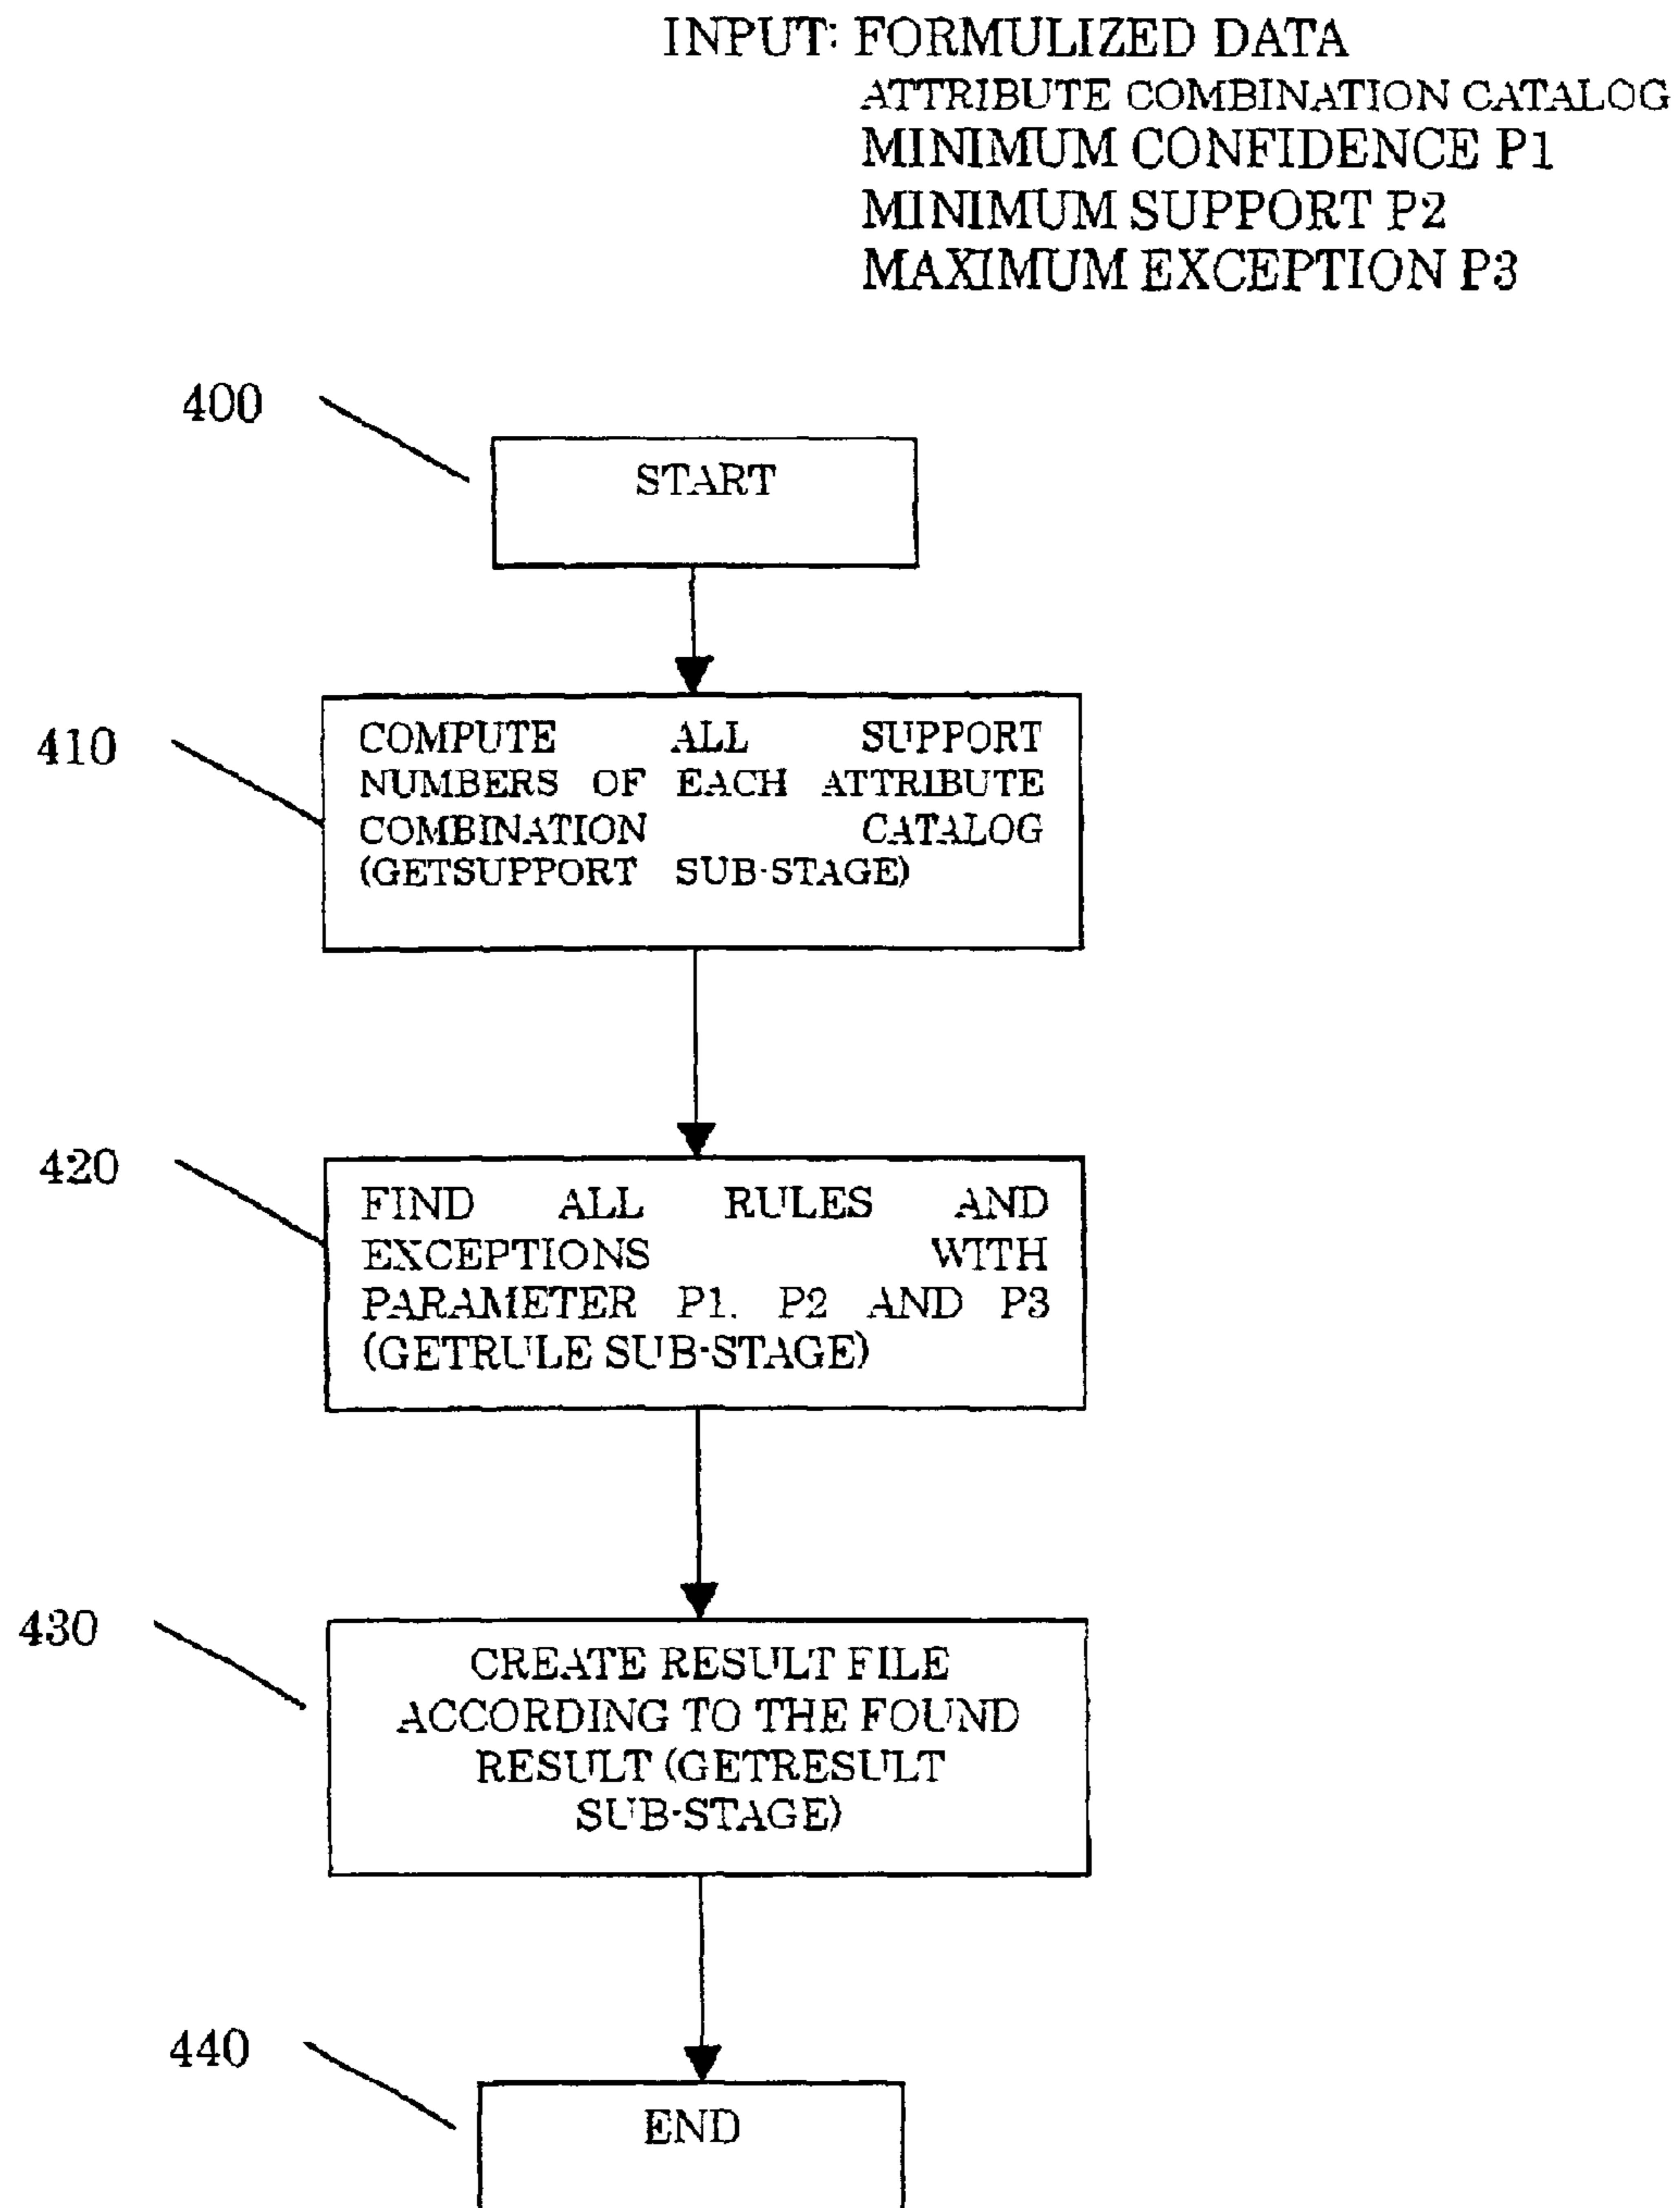 INPUT: FORMULIZED DATA
ATTRIBUTE COMBINATION CATALOG
MINIMUM CONFIDENCE P1
MINIMUM SUPPORT P2
MAXIMUM EXCEPTION P3
400
START
410
COMPUTE ALL SUPPORT
NUMBERS OF EACH ATTRIBUTE
COMBINATION CATALOG
(GETSUPPORT SUB-STAGE)
420
FIND ALL RULES AND
EXCEPTIONS WITH
PARAMETER P1, P2 AND P3
(GETRULE SUB-STAGE)
430
CREATE RESULT FILE
ACCORDING TO THE FOUND
RESULT (GETRESULT
SUB-STAGE)
440
END